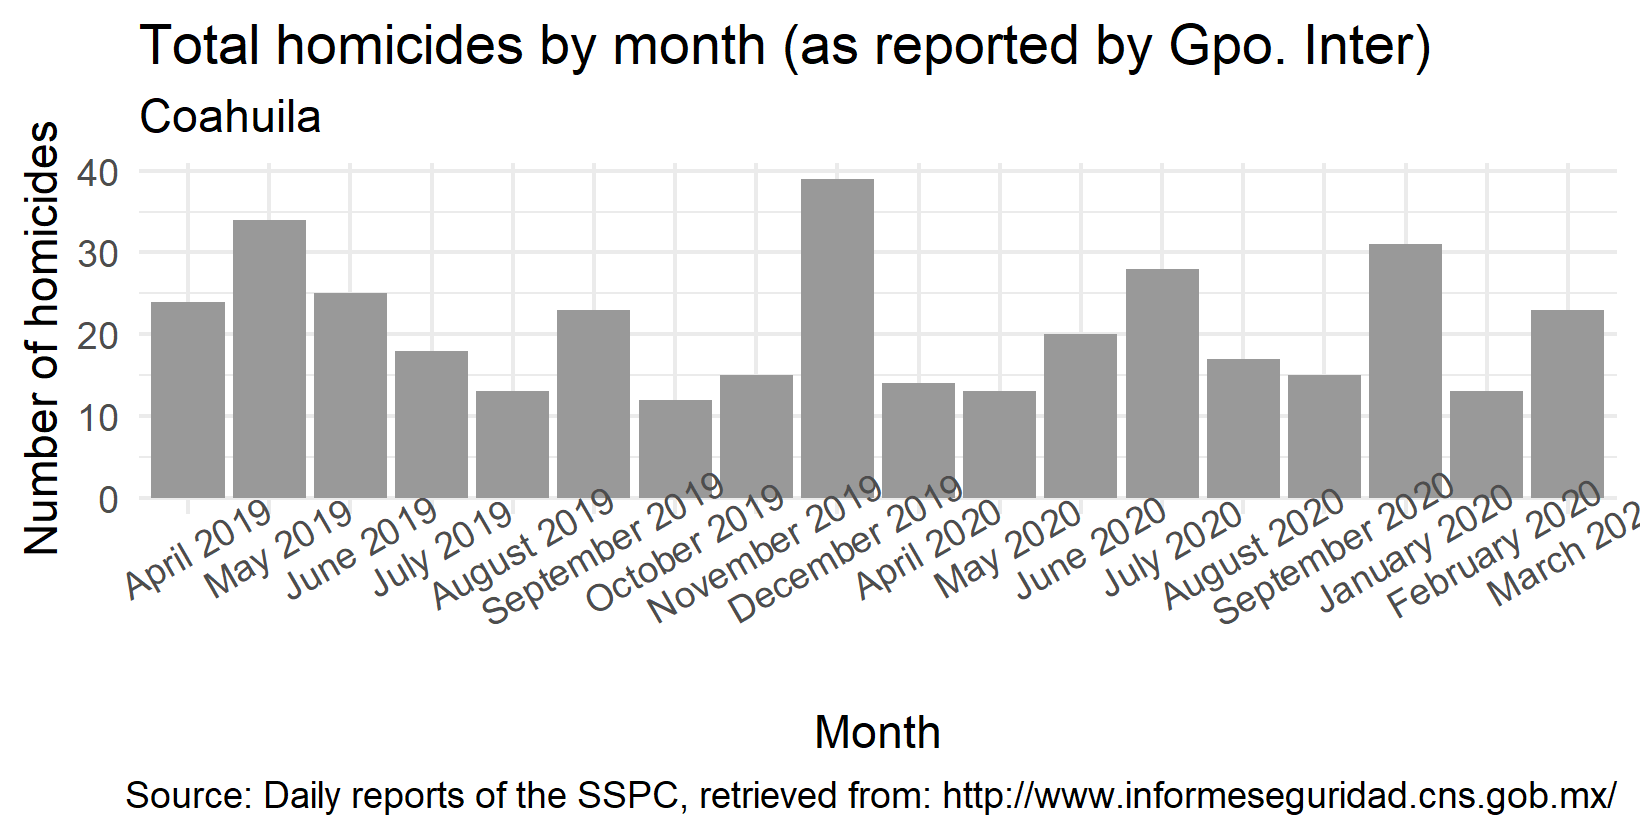 Total homicides by month (as reported by Gpo. Inter)
Coahuila
Number of homicides
40
30
20
10
0
April 2019
May 2019
June 2019
July 2019
August 2019
September 2019
October 2019
November 2019
December 2019
April 2020
May 2020
June 2020
July 2020
August 2020
September 2020
January 2020
February 2020
March 202
Month
Source: Daily reports of the SSPC, retrieved from: http://www.informeseguridad.cns.gob.mx/